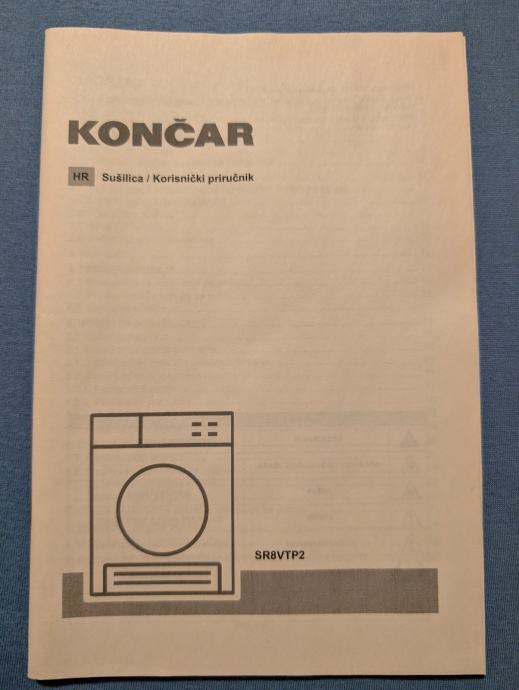 KONČAR
HR Sušilica / Korisnički priručnik
SR8VTP2